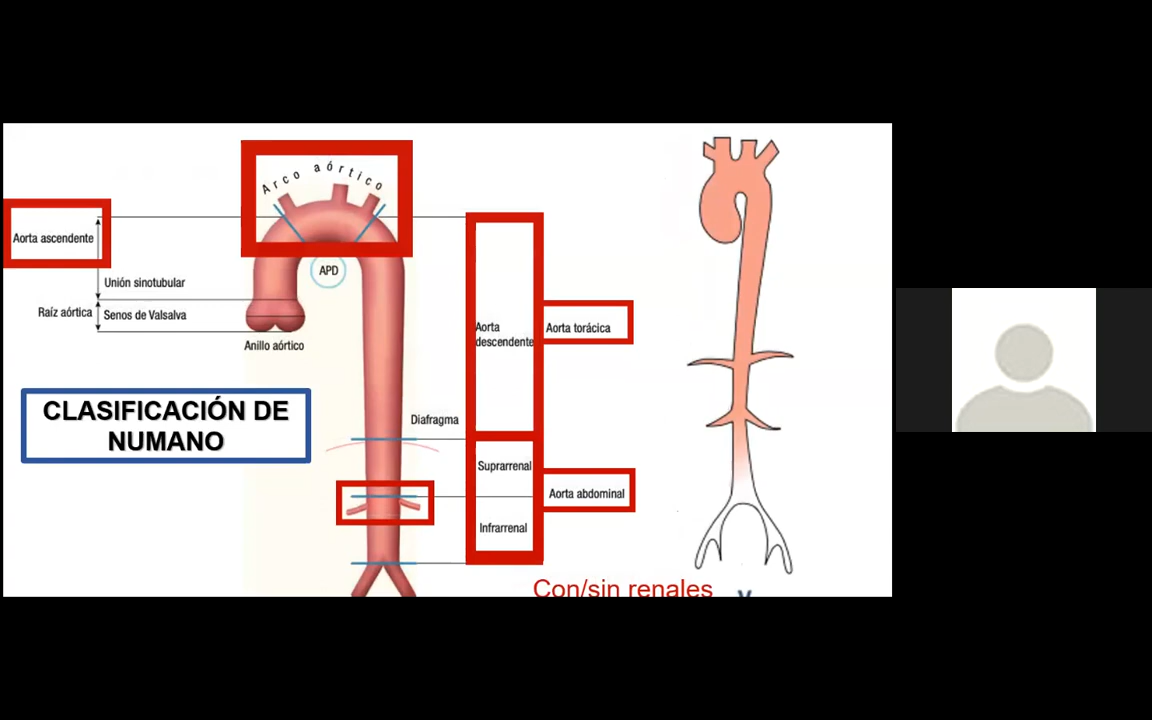 Arco aórtico
Aorta ascendente
Unión sinotubular
APD
Raíz aórtica
Senos de Valsalva
Anillo aórtico
Aorta
descendente
Aorta torácica
CLASIFICACIÓN DE
NUMANO
Diafragma
Suprarrenal
Aorta abdominal
Infrarrenal
Con/sin renales
V